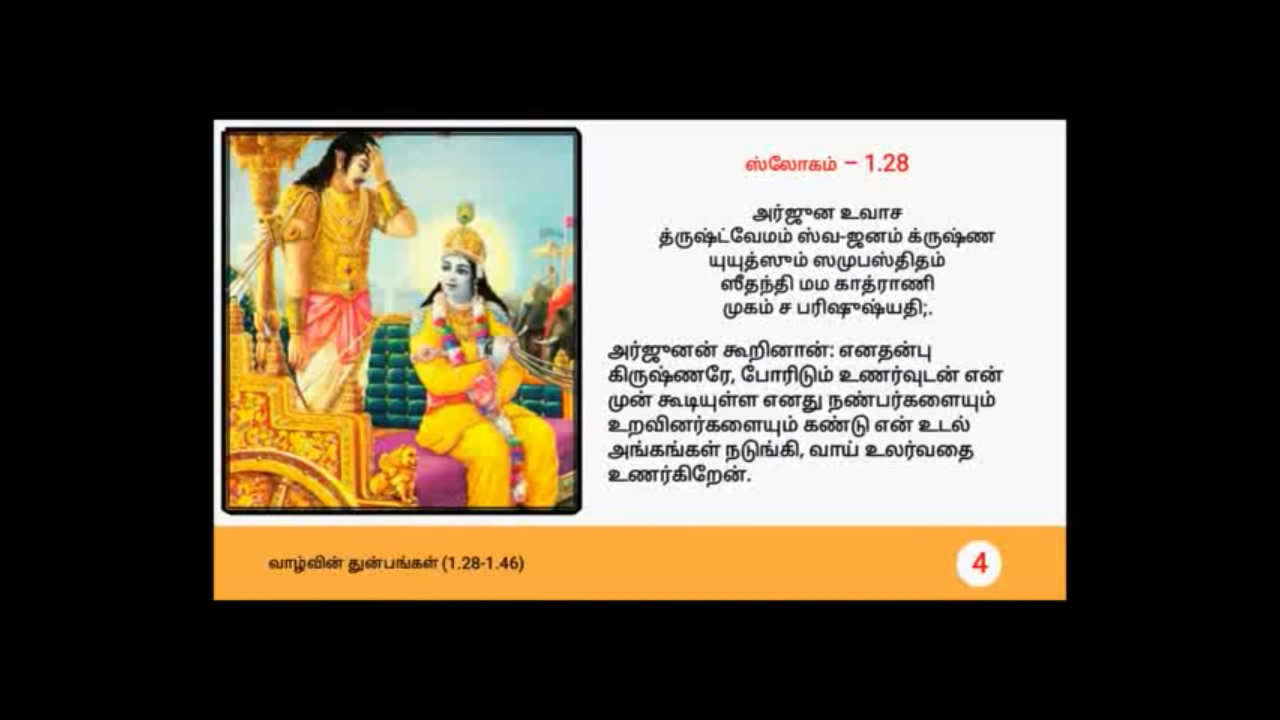 ஸ்லோகம் – 1.28
அர்ஜுன உவாச
த்ருஷ்ட்வேமம் ஸ்வ-ஜனம் க்ருஷ்ண
யுயுத்ஸும் ஸமுபஸ்திதம்
ஸீதந்தி மம காத்ராணி
முகம் ச பரிஷுஷ்யதி;.
அர்ஜுனன் கூறினான்: எனதன்பு
கிருஷ்ணரே, போரிடும் உணர்வுடன் என்
முன் கூடியுள்ள எனது நண்பர்களையும்
உறவினர்களையும் கண்டு என் உடல்
அங்கங்கள் நடுங்கி, வாய் உலர்வதை
உணர்கிறேன்.
வாழ்வின் துன்பங்கள் (1.28-1.46)
4